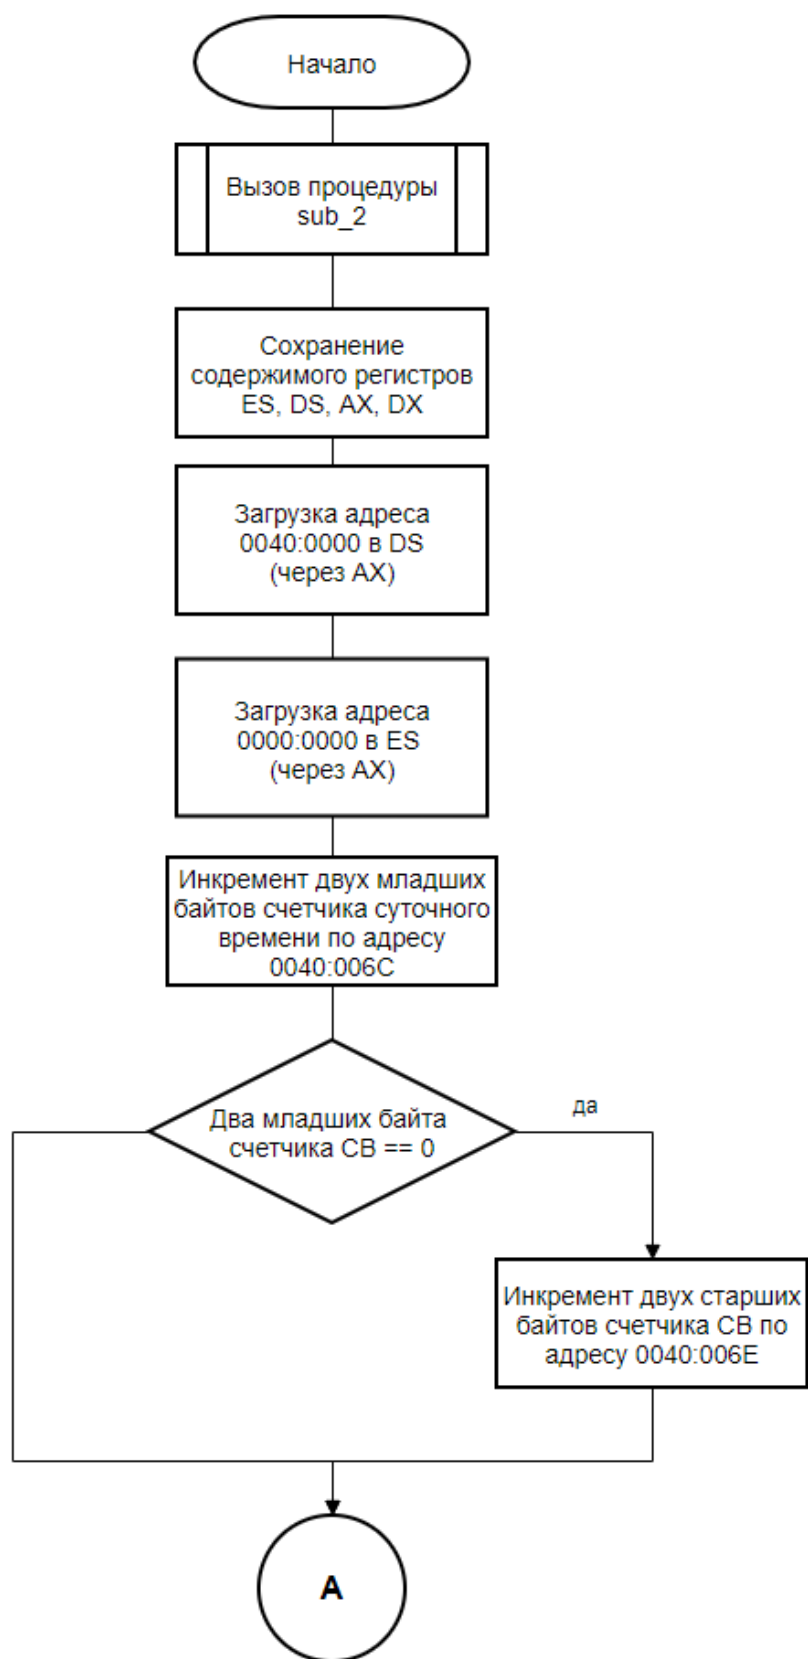 Начало
Вызов процедуры
sub_2
Сохранение
содержимого регистров
ES, DS, AX, DX
Загрузка адреса
0040:0000 в DS
(через AX)
Загрузка адреса
0000:0000 в ES
(через AX)
Инкремент двух младших
байтов счетчика суточного
времени по адресу
0040:006C
Два младших байта
счетчика СВ == 0
да
Инкремент двух старших
байтов счетчика СВ по
адресу 0040:006E
А